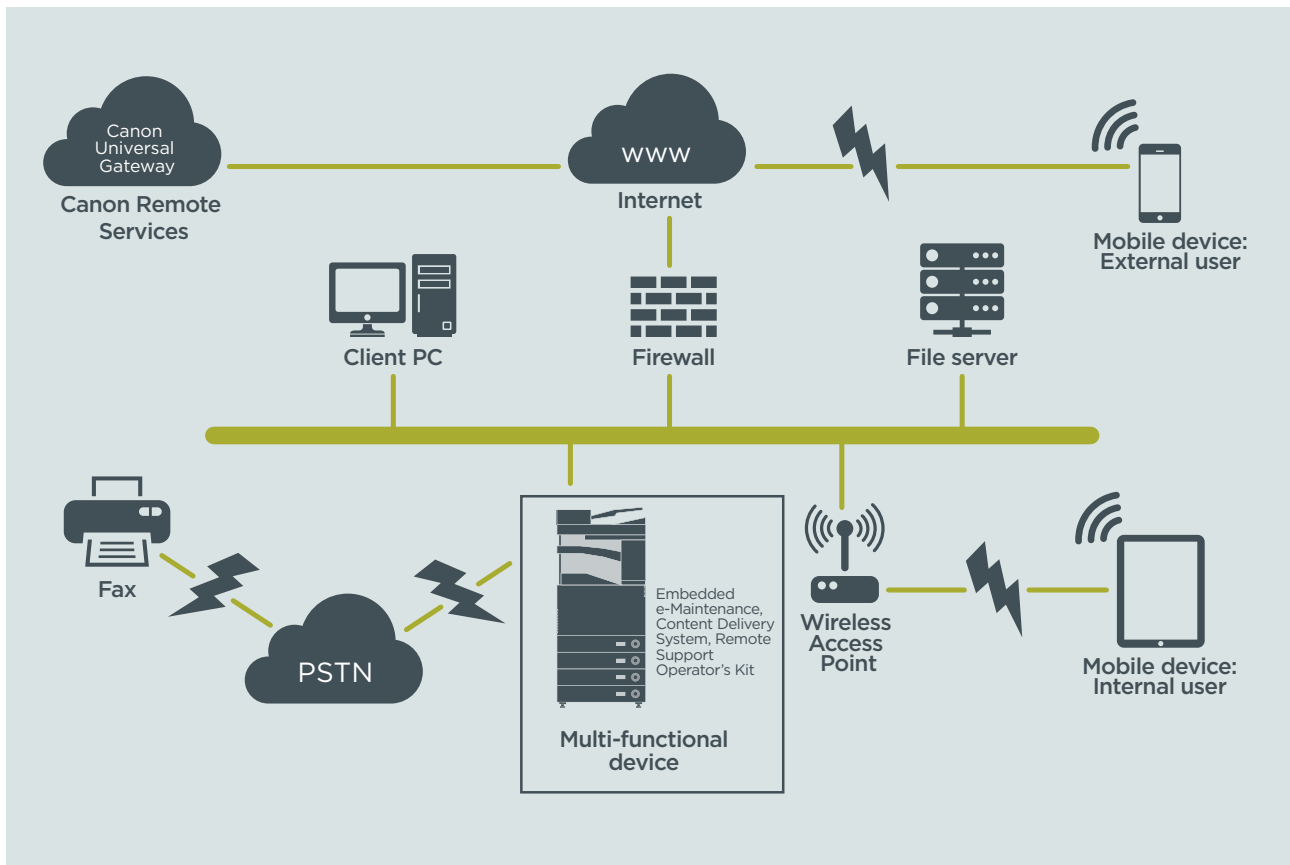 Canon
Universal
Gateway
Canon Remote
Services
www
Internet
Mobile device:
External user
Client PC
Firewall
File server
Fax
PSTN
Embedded
e-Maintenance,
Content Delivery
System, Remote
Support
Operator's Kit
Multi-functional
device
Wireless
Access
Point
Mobile device:
Internal user